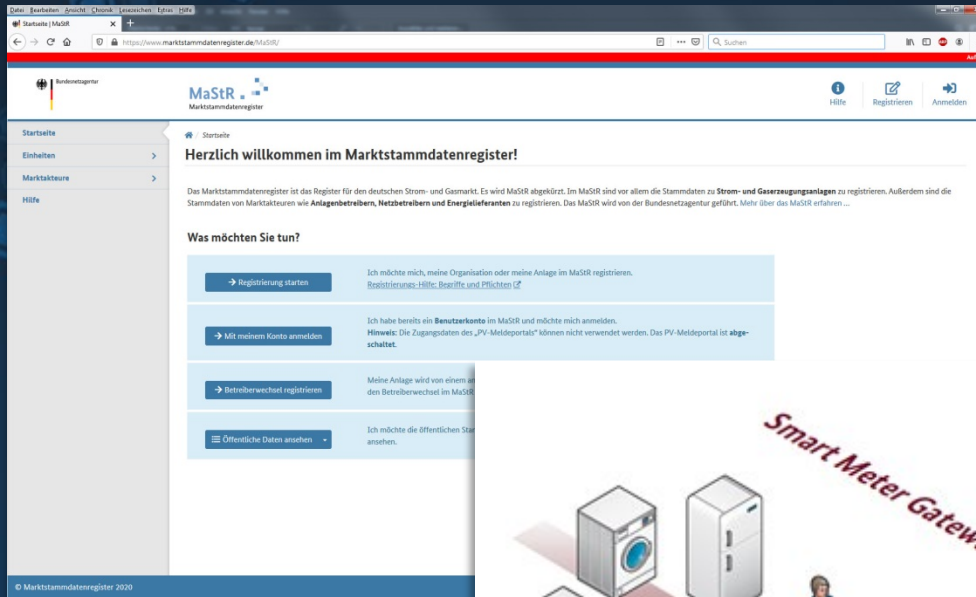 Datei Bearbeiten Ansicht Chronik Lesezeichen Extras Hilfe
Startseite | MaStR
https://www.marktstammdatenregister.de/MaStR/
Suchen
Bundesnetzagentur
MaStR
Marktstammdatenregister
Hilfe
Registrieren
Anmelden
Startseite
Einheiten
Marktakteure
Hilfe
Startseite
Herzlich willkommen im Marktstammdatenregister!
Das Marktstammdatenregister ist das Register für den deutschen Strom- und Gasmarkt. Es wird MaStR abgekürzt. Im MaStR sind vor allem die Stammdaten zu Strom- und Gaserzeugungsanlagen zu registrieren. Außerdem sind die
Stammdaten von Marktakteuren wie Anlagenbetreibern, Netzbetreibern und Energielieferanten zu registrieren. Das MaStR wird von der Bundesnetzagentur geführt. Mehr über das MaStR erfahren ...
Was möchten Sie tun?
Registrierung starten
Ich möchte mich, meine Organisation oder meine Anlage im MaStR registrieren.
Registrierungs-Hilfe: Begriffe und Pflichten
Mit meinem Konto anmelden
Ich habe bereits ein Benutzerkonto im MaStR und möchte mich anmelden.
Hinweis: Die Zugangsdaten des „PV-Meldeportals" können nicht verwendet werden. Das PV-Meldeportal ist abge-
schaltet.
Betreiberwechsel registrieren
Meine Anlage wird von einem
den Betreiberwechsel im MaStR
Öffentliche Daten ansehen
Ich möchte die öffentlichen
ansehen.
Smart Meter
© Marktstammdatenregister 2020